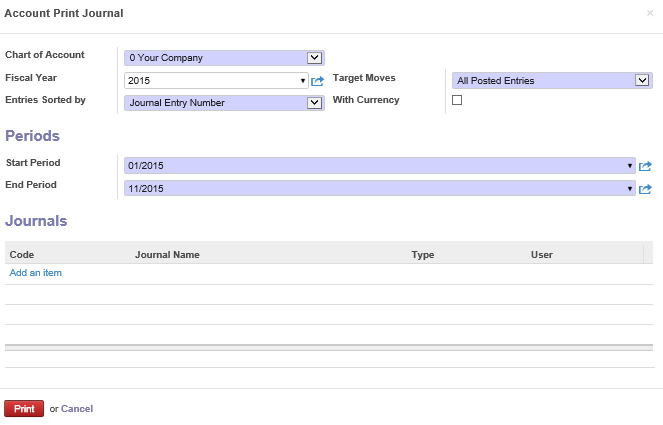 Account Print Journal ×
Chart of Account 0 Your Company
Fiscal Year 2015 Target Moves All Posted Entries
Entries Sorted by Journal Entry Number With Currency
Periods
Start Period 01/2015
End Period 11/2015
Journals
Code Journal Name Type User
Add an item
Print or Cancel